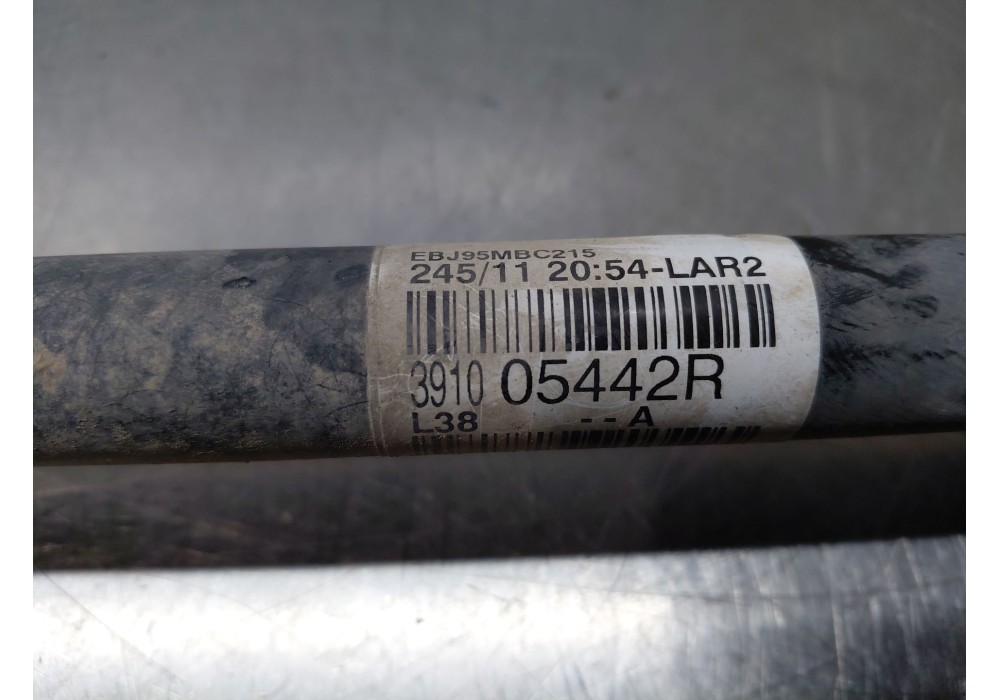 EBJ95MBC215
245/11 20:54-LAR2
3910 05442R
L38 -- A